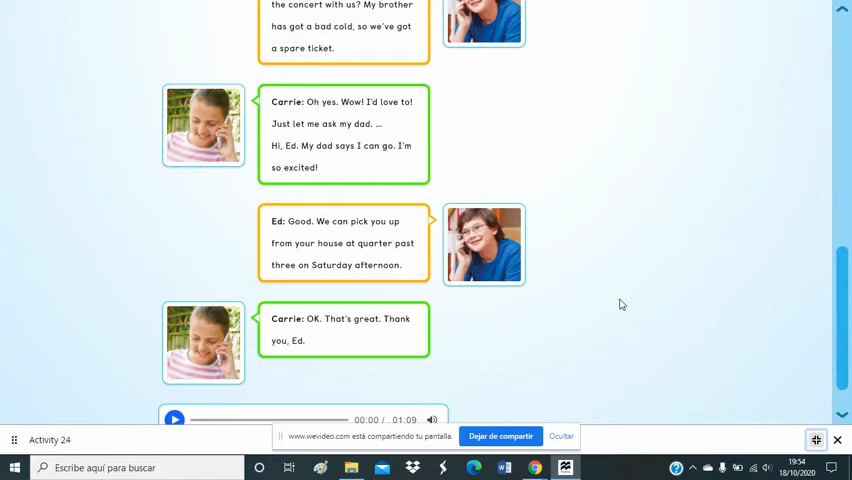 the concert with us? My brother
has got a bad cold, so we've got
a spare ticket.
Carrie: Oh yes. Wow! I'd love to!
Just let me ask my dad. ...
Hi, Ed. My dad says I can go. I'm
so excited!
Ed: Good. We can pick you up
from your house at quarter past
three on Saturday afternoon.
Carrie: OK. That's great. Thank
you, Ed.
00:00 / 01:09
www.wevideo.com está compartiendo tu pantalla.
Dejar de compartir
Ocultar
Activity 24
Escribe aquí para buscar
19:54
18/10/2020